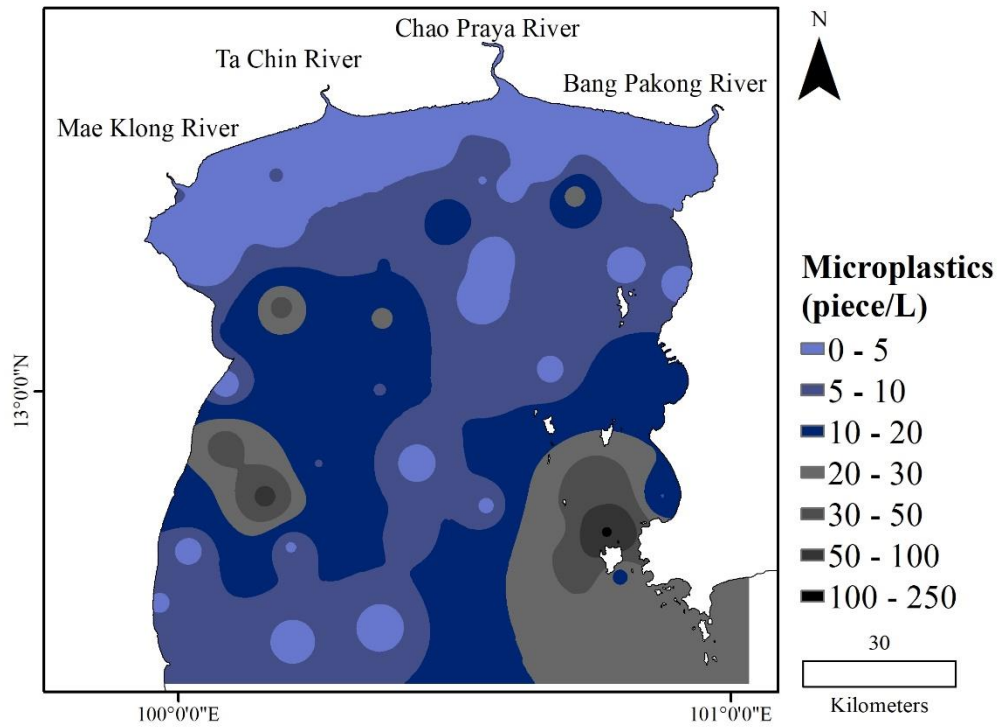 Chao Praya River
N
Ta Chin River
Bang Pakong River
Mae Klong River
Microplastics
(piece/L)
0 - 5
5 - 10
10 - 20
20 - 30
30 - 50
50 - 100
100 - 250
13°0'0"N
30
Kilometers
100°0'0"E
101°0'0"E